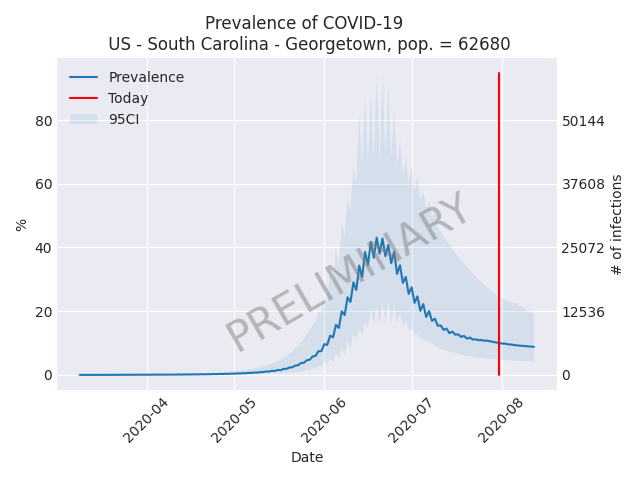 Prevalence of COVID-19
US - South Carolina - Georgetown, pop. = 62680
Prevalence
Today
95CI
80
60
40
20
0
%
50144
37608
25072
12536
0
# of infections
PRELIMINARY
2020-04
2020-05
2020-06
2020-07
2020-08
Date